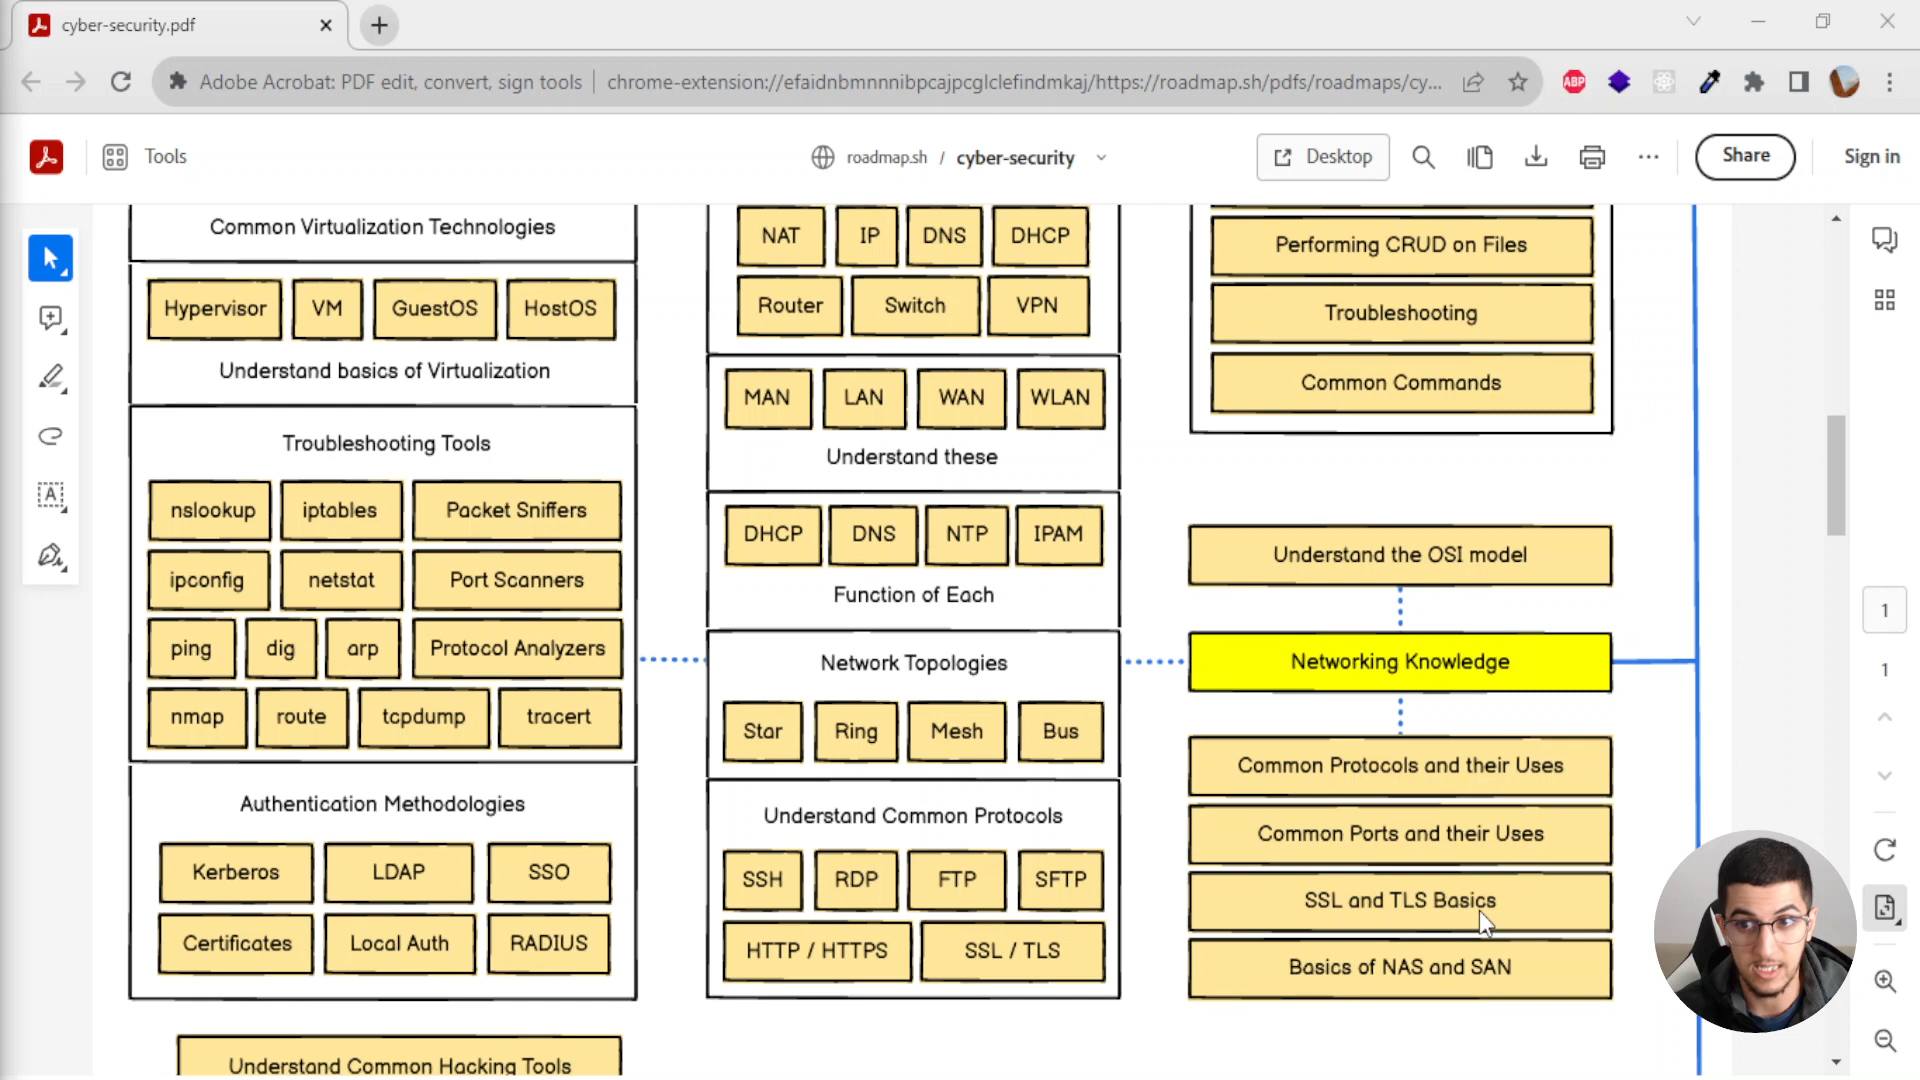 cyber-security.pdf
Adobe Acrobat: PDF edit, convert, sign tools
chrome-extension://efaidnbmnnnibpcajpcglclefindmkaj/https://roadmap.sh/pdfs/roadmaps/cy...
ABP
Tools
roadmap.sh / cyber-security
Desktop
Share
Sign in
Common Virtualization Technologies
Hypervisor VM GuestOS HostOS
Understand basics of Virtualization
Troubleshooting Tools
nslookup iptables Packet Sniffers
ipconfig netstat Port Scanners
ping dig arp Protocol Analyzers
nmap route tcpdump tracert
Authentication Methodologies
Kerberos LDAP SSO
Certificates Local Auth RADIUS
Understand Common Hacking Tools
NAT IP DNS DHCP
Router Switch VPN
MAN LAN WAN WLAN
Understand these
DHCP DNS NTP IPAM
Function of Each
Network Topologies
Star Ring Mesh Bus
Understand Common Protocols
SSH RDP FTP SFTP
HTTP / HTTPS SSL / TLS
Performing CRUD on Files
Troubleshooting
Common Commands
Understand the OSI model
Networking Knowledge
Common Protocols and their Uses
Common Ports and their Uses
SSL and TLS Basics
Basics of NAS and SAN
1
1